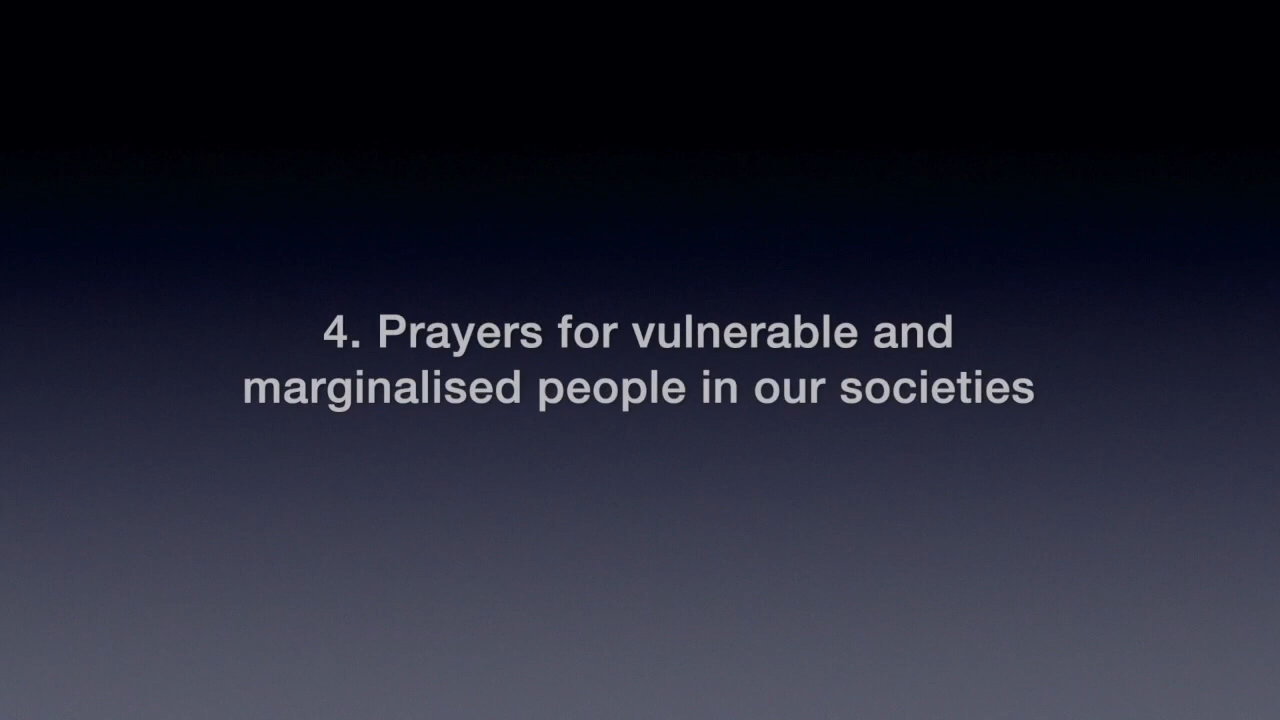 4. Prayers for vulnerable and
marginalised people in our societies